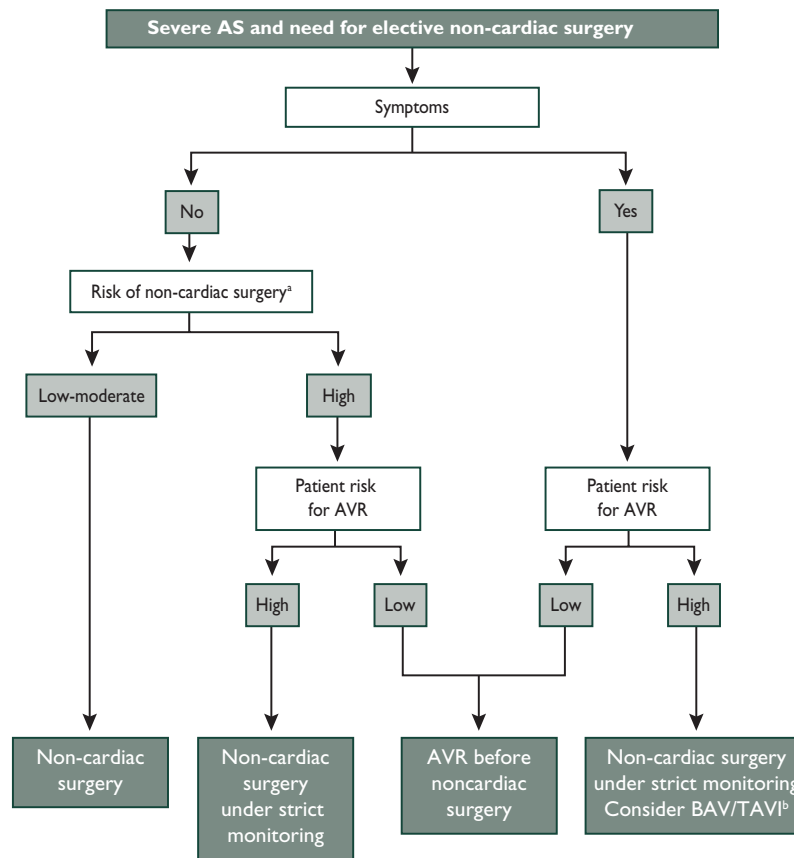 Severe AS and need for elective non-cardiac surgery
Symptoms
No
Yes
Risk of non-cardiac surgeryᵃ
Low-moderate
High
Patient risk
for AVR
Patient risk
for AVR
High
Low
Low
High
Non-cardiac
surgery
Non-cardiac
surgery
under strict
monitoring
AVR before
noncardiac
surgery
Non-cardiac surgery
under strict monitoring
Consider BAV/TAVIᵇ